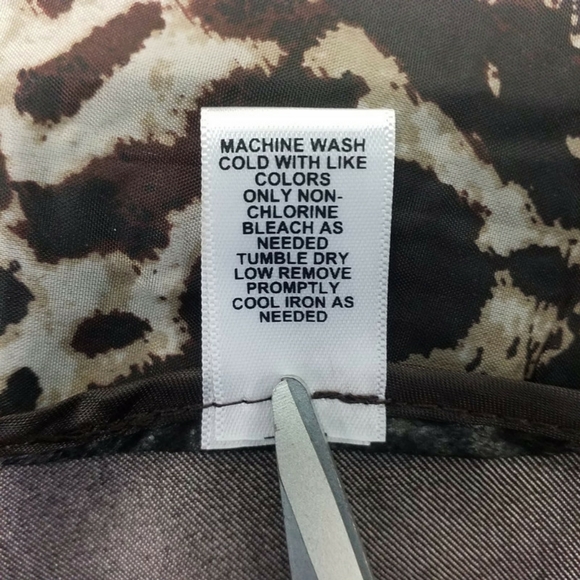 MACHINE WASH
COLD WITH LIKE
COLORS
ONLY NON-
CHLORINE
BLEACH AS
NEEDED
TUMBLE DRY
LOW REMOVE
PROMPTLY
COOL IRON AS
NEEDED